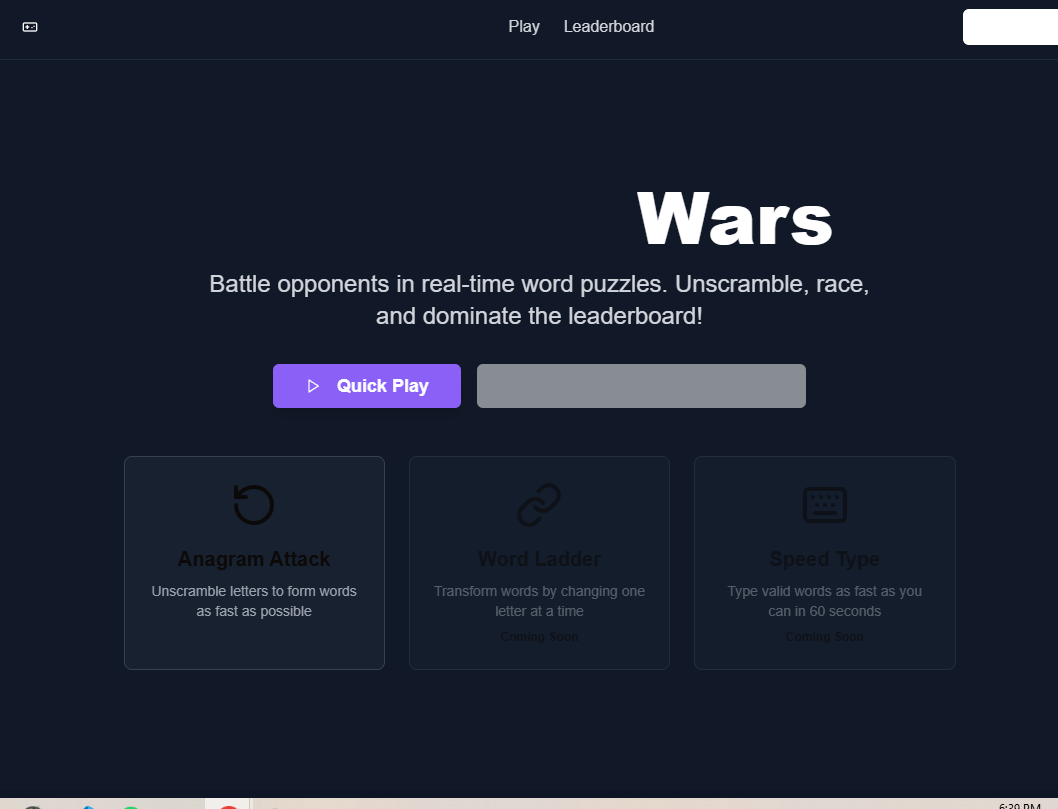 Play Leaderboard
Wars
Battle opponents in real-time word puzzles. Unscramble, race,
and dominate the leaderboard!
Quick Play
Anagram Attack
Unscramble letters to form words
as fast as possible
Word Ladder
Transform words by changing one
letter at a time
Coming Soon
Speed Type
Type valid words as fast as you
can in 60 seconds
Coming Soon